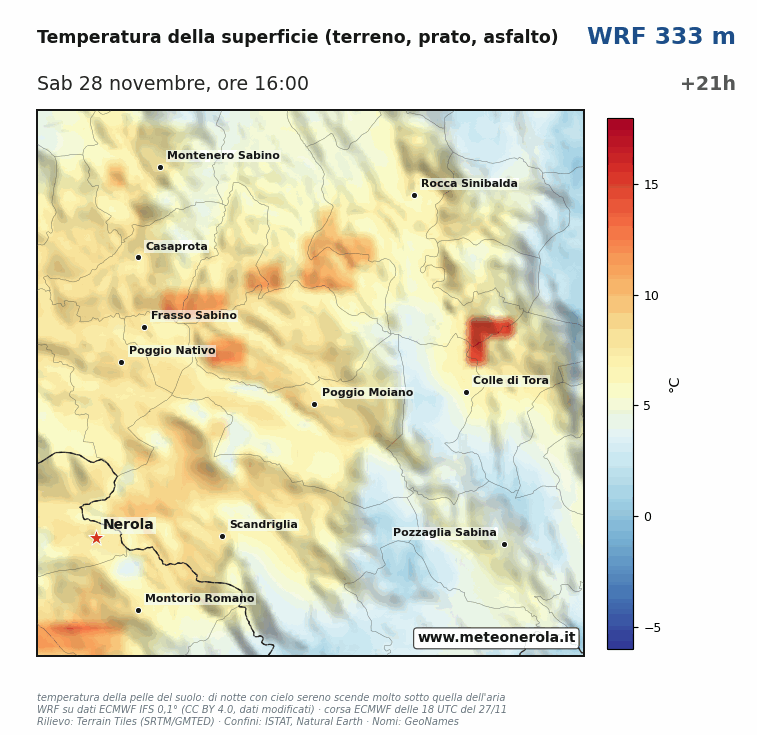 Temperatura della superficie (terreno, prato, asfalto) WRF 333 m
Sab 28 novembre, ore 16:00 +21h
Montenero Sabino
Rocca Sinibalda
Casaprota
Frasso Sabino
Poggio Nativo
Colle di Tora
Poggio Moiano
Nerola
Scandriglia
Pozzaglia Sabina
Montorio Romano
www.meteonerola.it
15
10
5
0
−5
°C
temperatura della pelle del suolo: di notte con cielo sereno scende molto sotto quella dell'aria
WRF su dati ECMWF IFS 0,1° (CC BY 4.0, dati modificati) · corsa ECMWF delle 18 UTC del 27/11
Rilievo: Terrain Tiles (SRTM/GMTED) · Confini: ISTAT, Natural Earth · Nomi: GeoNames